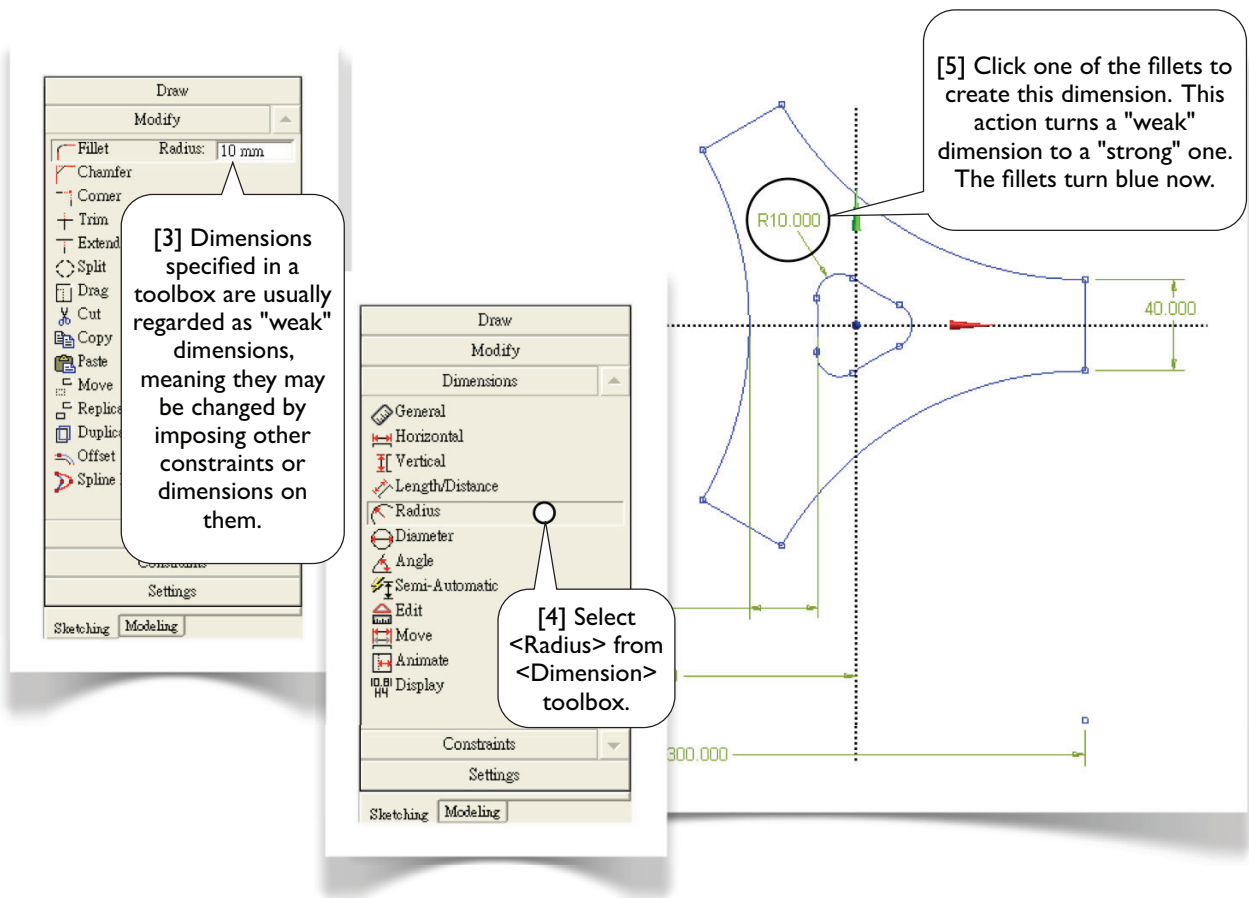 Draw
Modify
Fillet Radius: 10 mm
Chamfer
Corner
Trim
Extend
Split
Drag
Cut
Copy
Paste
Move
Replica
Duplica
Offset
Spline
Constraints
Settings
Sketching Modeling
[3] Dimensions
specified in a
toolbox are usually
regarded as "weak"
dimensions,
meaning they may
be changed by
imposing other
constraints or
dimensions on
them.
Draw
Modify
Dimensions
General
Horizontal
Vertical
Length/Distance
Radius
Diameter
Angle
Semi-Automatic
Edit
Move
Animate
Display
Constraints
Settings
Sketching Modeling
[4] Select
<Radius> from
<Dimension>
toolbox.
[5] Click one of the fillets to
create this dimension. This
action turns a "weak"
dimension to a "strong" one.
The fillets turn blue now.
R10.000
40.000
300.000